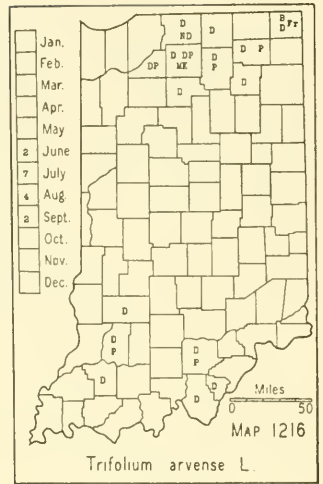 Jan.
Feb.
Mar.
Apr.
May
2 June
7 July
4 Aug.
2 Sept.
Oct.
Nov.
Dec.
D
ND
D
B
D Fr
D P
DP
D DP
MK
D
P
D
D
D
D
P
D
P
D
D
D
Miles
0 50
MAP 1216
Trifolium arvense L.